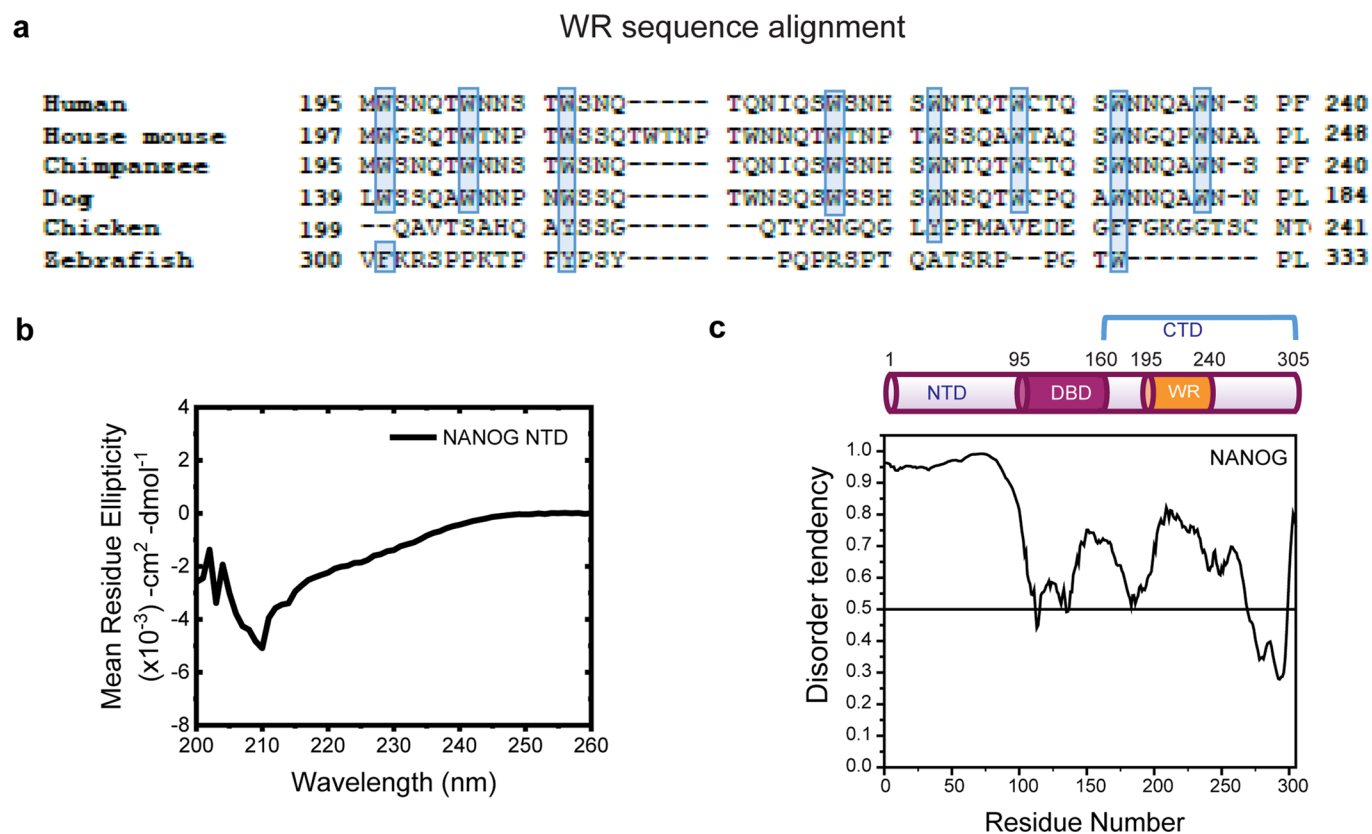 a
WR sequence alignment
Human 195 MWSNQTWNNS TWSNQ----- TQNIQSWSNH SWNTQTWCTQ SWNNQAWN-S PF 240
House mouse 197 MWGSQTWTNP TWSSQTWTNP TWNNQTWTNP TWSSQAWTAQ SWNGQPWNAA PL 248
Chimpanzee 195 MWSNQTWNNS TWSNQ----- TQNIQSWSNH SWNTQTWCTQ SWNNQAWN-S PF 240
Dog 139 LWSSQAWNNP NWSSQ----- TWNSQSWSSH SWNSQTWCPQ AWNNQAWN-N PL 184
Chicken 199 --QAVTSAHQ AYSSG----- --QTYGNGQG LYPFMAVEDE GFFGKGGTSC NT 241
Zebrafish 300 VFKRSPPKTP FYPSY----- ---PQPRSPT QATSRP--PG TW-------- PL 333
b
4
2
0
-2
-4
-6
-8
Mean Residue Ellipticity
(x10⁻³) -cm² -dmol⁻¹
NANOG NTD
200 210 220 230 240 250 260
Wavelength (nm)
c
CTD
1 95 160 195 240 305
NTD DBD WR
1.0
0.9
0.8
0.7
0.6
0.5
0.4
0.3
0.2
0.1
0.0
Disorder tendency
NANOG
0 50 100 150 200 250 300
Residue Number